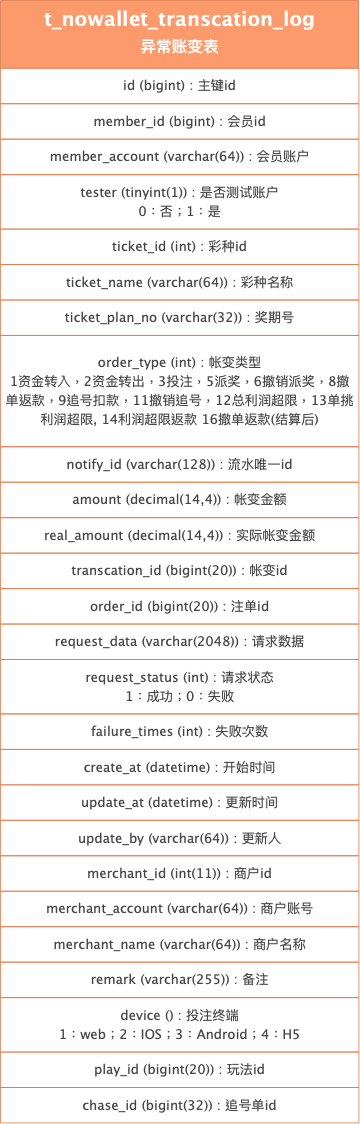 t_nowallet_transcation_log
异常账变表
id (bigint)：主键id
member_id (bigint)：会员id
member_account (varchar(64))：会员账户
tester (tinyint(1))：是否测试账户
0：否；1：是
ticket_id (int)：彩种id
ticket_name (varchar(64))：彩种名称
ticket_plan_no (varchar(32))：奖期号
order_type (int)：帐变类型
1资金转入，2资金转出，3投注，5派奖，6撤销派奖，8撤
单返款，9追号扣款，11撤销追号，12总利润超限，13单挑
利润超限, 14利润超限返款 16撤单返款(结算后)
notify_id (varchar(128))：流水唯一id
amount (decimal(14,4))：帐变金额
real_amount (decimal(14,4))：实际帐变金额
transcation_id (bigint(20))：帐变id
order_id (bigint(20))：注单id
request_data (varchar(2048))：请求数据
request_status (int)：请求状态
1：成功；0：失败
failure_times (int)：失败次数
create_at (datetime)：开始时间
update_at (datetime)：更新时间
update_by (varchar(64))：更新人
merchant_id (int(11))：商户id
merchant_account (varchar(64))：商户账号
merchant_name (varchar(64))：商户名称
remark (varchar(255))：备注
device ()：投注终端
1：web；2：IOS；3：Android；4：H5
play_id (bigint(20))：玩法id
chase_id (bigint(32))：追号单id